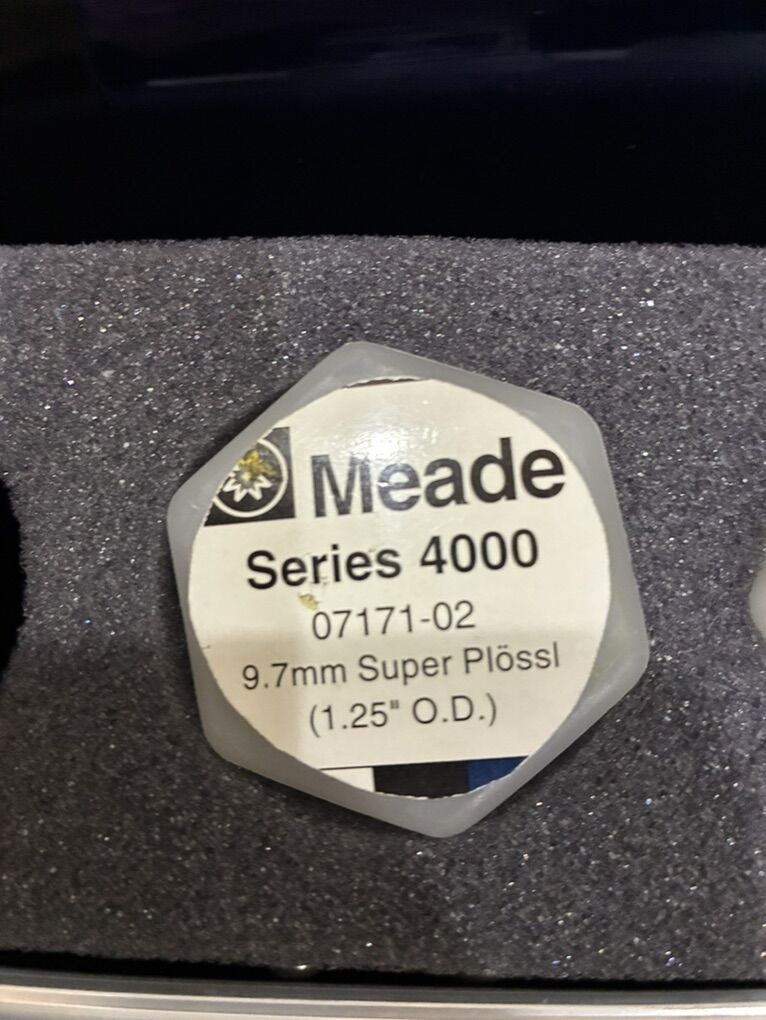 Meade
Series 4000
07171-02
9.7mm Super Plössl
(1.25" O.D.)